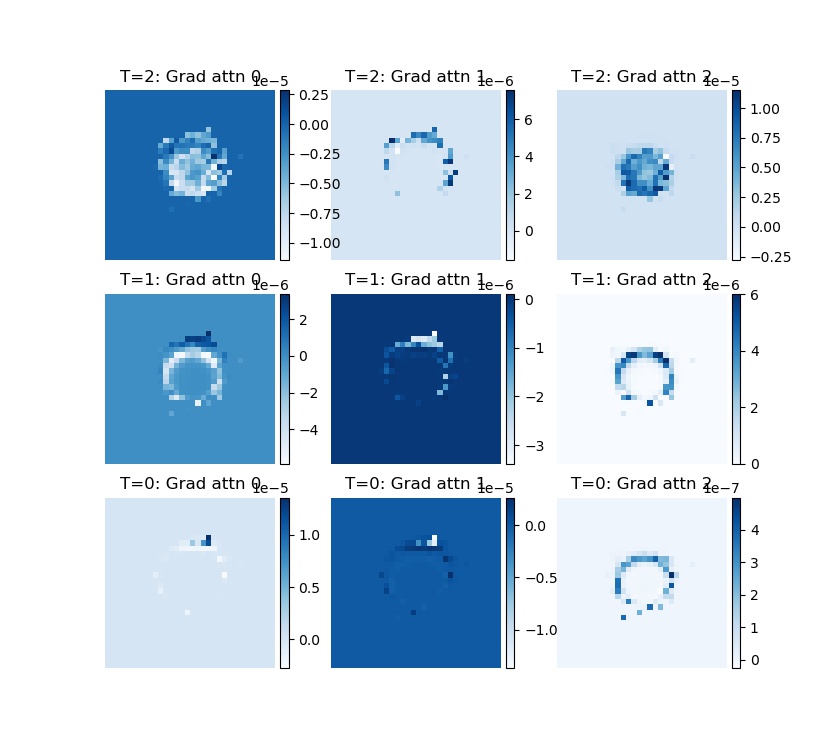 T=2: Grad attn 0
1e−5
0.25
0.00
−0.25
−0.50
−0.75
−1.00
T=2: Grad attn 1
1e−6
6
4
2
0
T=2: Grad attn 2
1e−5
1.00
0.75
0.50
0.25
0.00
−0.25
T=1: Grad attn 0
1e−6
2
0
−2
−4
T=1: Grad attn 1
1e−6
0
−1
−2
−3
T=1: Grad attn 2
1e−6
6
4
2
0
T=0: Grad attn 0
1e−5
1.0
0.5
0.0
T=0: Grad attn 1
1e−5
0.0
−0.5
−1.0
T=0: Grad attn 2
1e−7
4
3
2
1
0